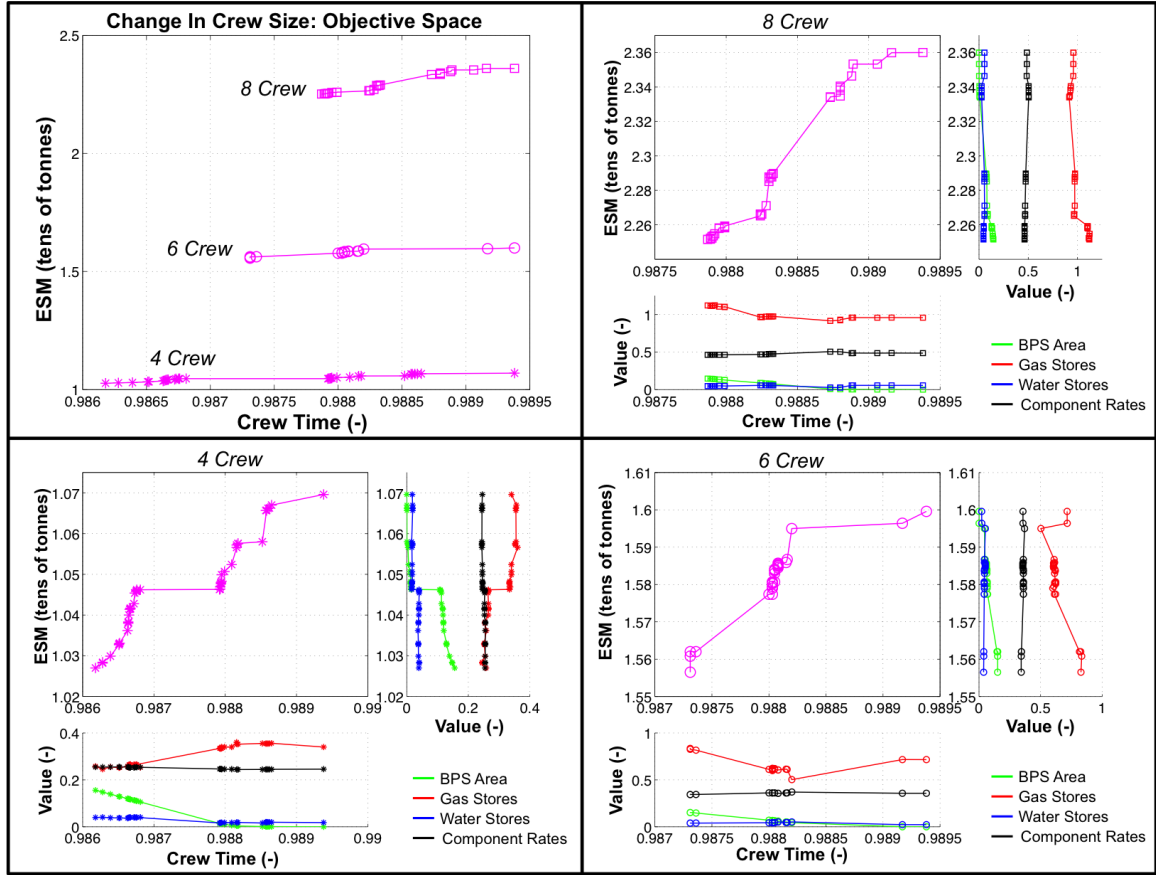 Change In Crew Size: Objective Space
2.5
2
1.5
1
ESM (tens of tonnes)
8 Crew
6 Crew
4 Crew
0.986 0.9865 0.987 0.9875 0.988 0.9885 0.989 0.9895
Crew Time (-)
8 Crew
2.36
2.34
2.32
2.3
2.28
2.26
ESM (tens of tonnes)
0.9875 0.988 0.9885 0.989 0.9895
2.36
2.34
2.32
2.3
2.28
2.26
0 0.5 1
Value (-)
1
0.5
0
Value (-)
0.9875 0.988 0.9885 0.989 0.9895
Crew Time (-)
BPS Area
Gas Stores
Water Stores
Component Rates
4 Crew
1.07
1.06
1.05
1.04
1.03
1.02
ESM (tens of tonnes)
0.986 0.987 0.988 0.989 0.99
1.07
1.06
1.05
1.04
1.03
1.02
0 0.2 0.4
Value (-)
0.4
0.2
0
Value (-)
0.986 0.987 0.988 0.989 0.99
Crew Time (-)
BPS Area
Gas Stores
Water Stores
Component Rates
6 Crew
1.61
1.6
1.59
1.58
1.57
1.56
1.55
ESM (tens of tonnes)
0.987 0.9875 0.988 0.9885 0.989 0.9895
1.61
1.6
1.59
1.58
1.57
1.56
1.55
0 0.5 1
Value (-)
1
0.5
0
Value (-)
0.987 0.9875 0.988 0.9885 0.989 0.9895
Crew Time (-)
BPS Area
Gas Stores
Water Stores
Component Rates